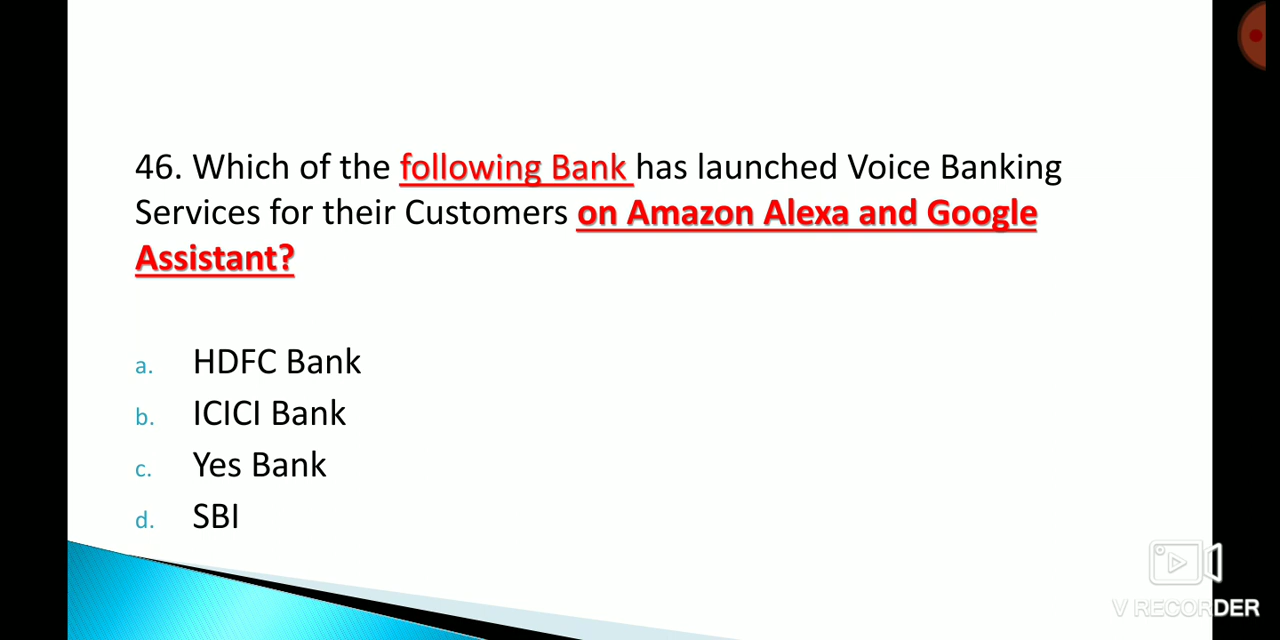 46. Which of the following Bank has launched Voice Banking
Services for their Customers on Amazon Alexa and Google
Assistant?
a. HDFC Bank
b. ICICI Bank
c. Yes Bank
d. SBI
V RECORDER